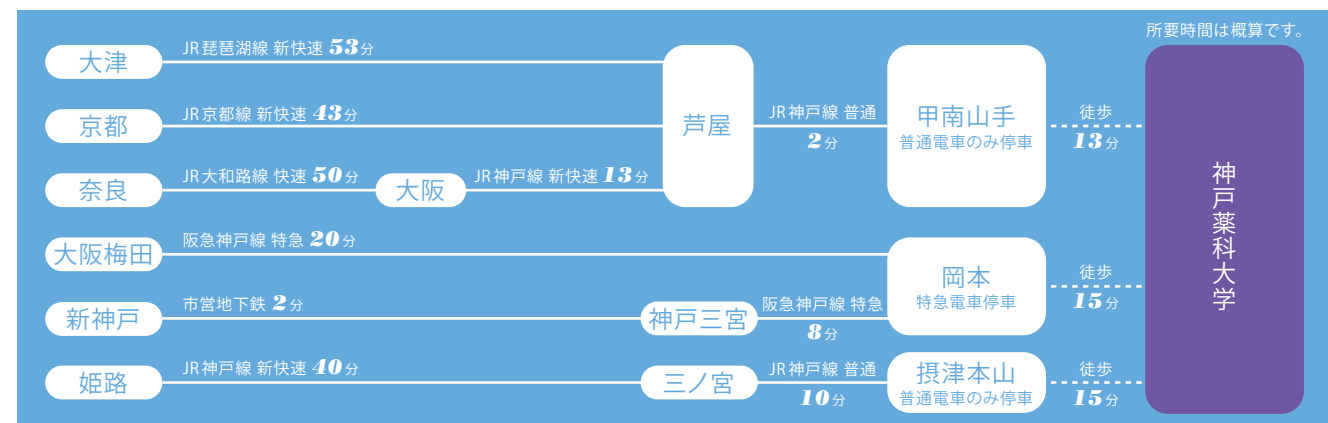 所要時間は概算です。
大津
JR琵琶湖線 新快速 53分
京都
JR京都線 新快速 43分
奈良
JR大和路線 快速 50分
大阪
JR神戸線 新快速 13分
芦屋
JR神戸線 普通
2分
甲南山手
普通電車のみ停車
徒歩
13分
大阪梅田
阪急神戸線 特急 20分
新神戸
市営地下鉄 2分
神戸三宮
阪急神戸線 特急
8分
岡本
特急電車停車
徒歩
15分
姫路
JR神戸線 新快速 40分
三ノ宮
JR神戸線 普通
10分
摂津本山
普通電車のみ停車
徒歩
15分
神戸薬科大学